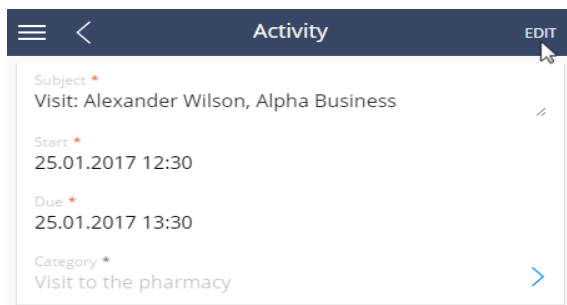 Activity
EDIT
Subject *
Visit: Alexander Wilson, Alpha Business
Start *
25.01.2017 12:30
Due *
25.01.2017 13:30
Category *
Visit to the pharmacy